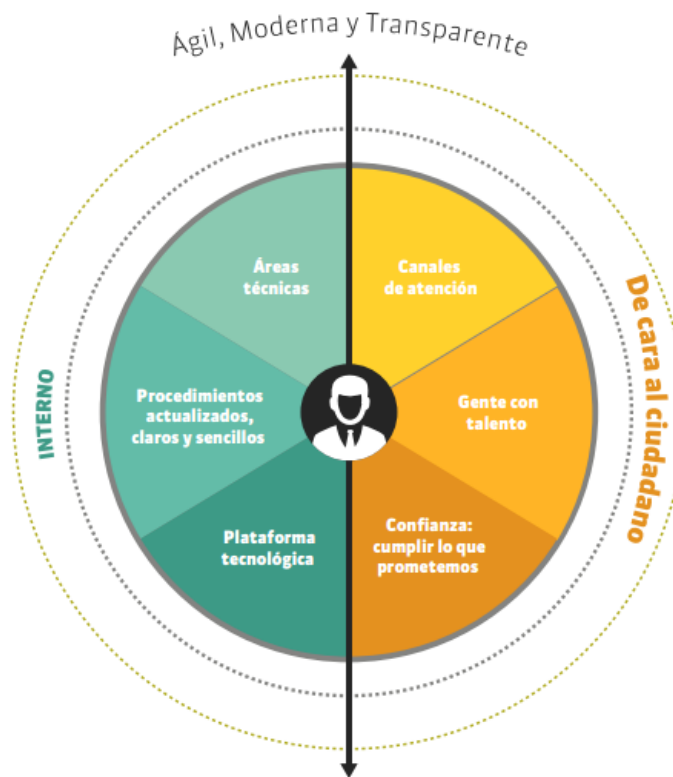 Ágil, Moderna y Transparente
Áreas
técnicas
Canales
de atención
INTERNO
Procedimientos
actualizados,
claros y sencillos
Gente con
talento
De cara al ciudadano
Plataforma
tecnológica
Confianza:
cumplir lo que
prometemos